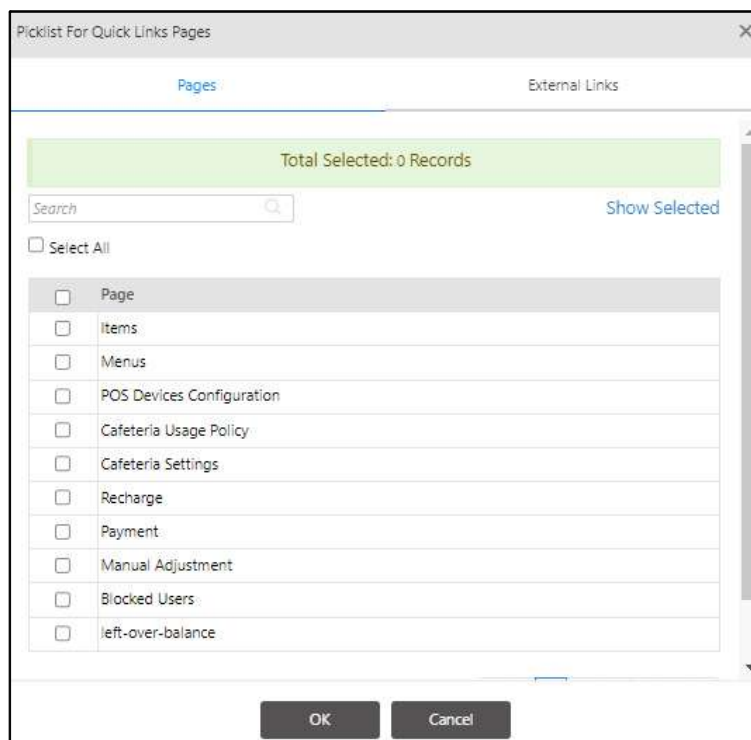 Picklist For Quick Links Pages
Pages External Links
Total Selected: 0 Records
Search Show Selected
Select All
Page
Items
Menus
POS Devices Configuration
Cafeteria Usage Policy
Cafeteria Settings
Recharge
Payment
Manual Adjustment
Blocked Users
left-over-balance
OK Cancel